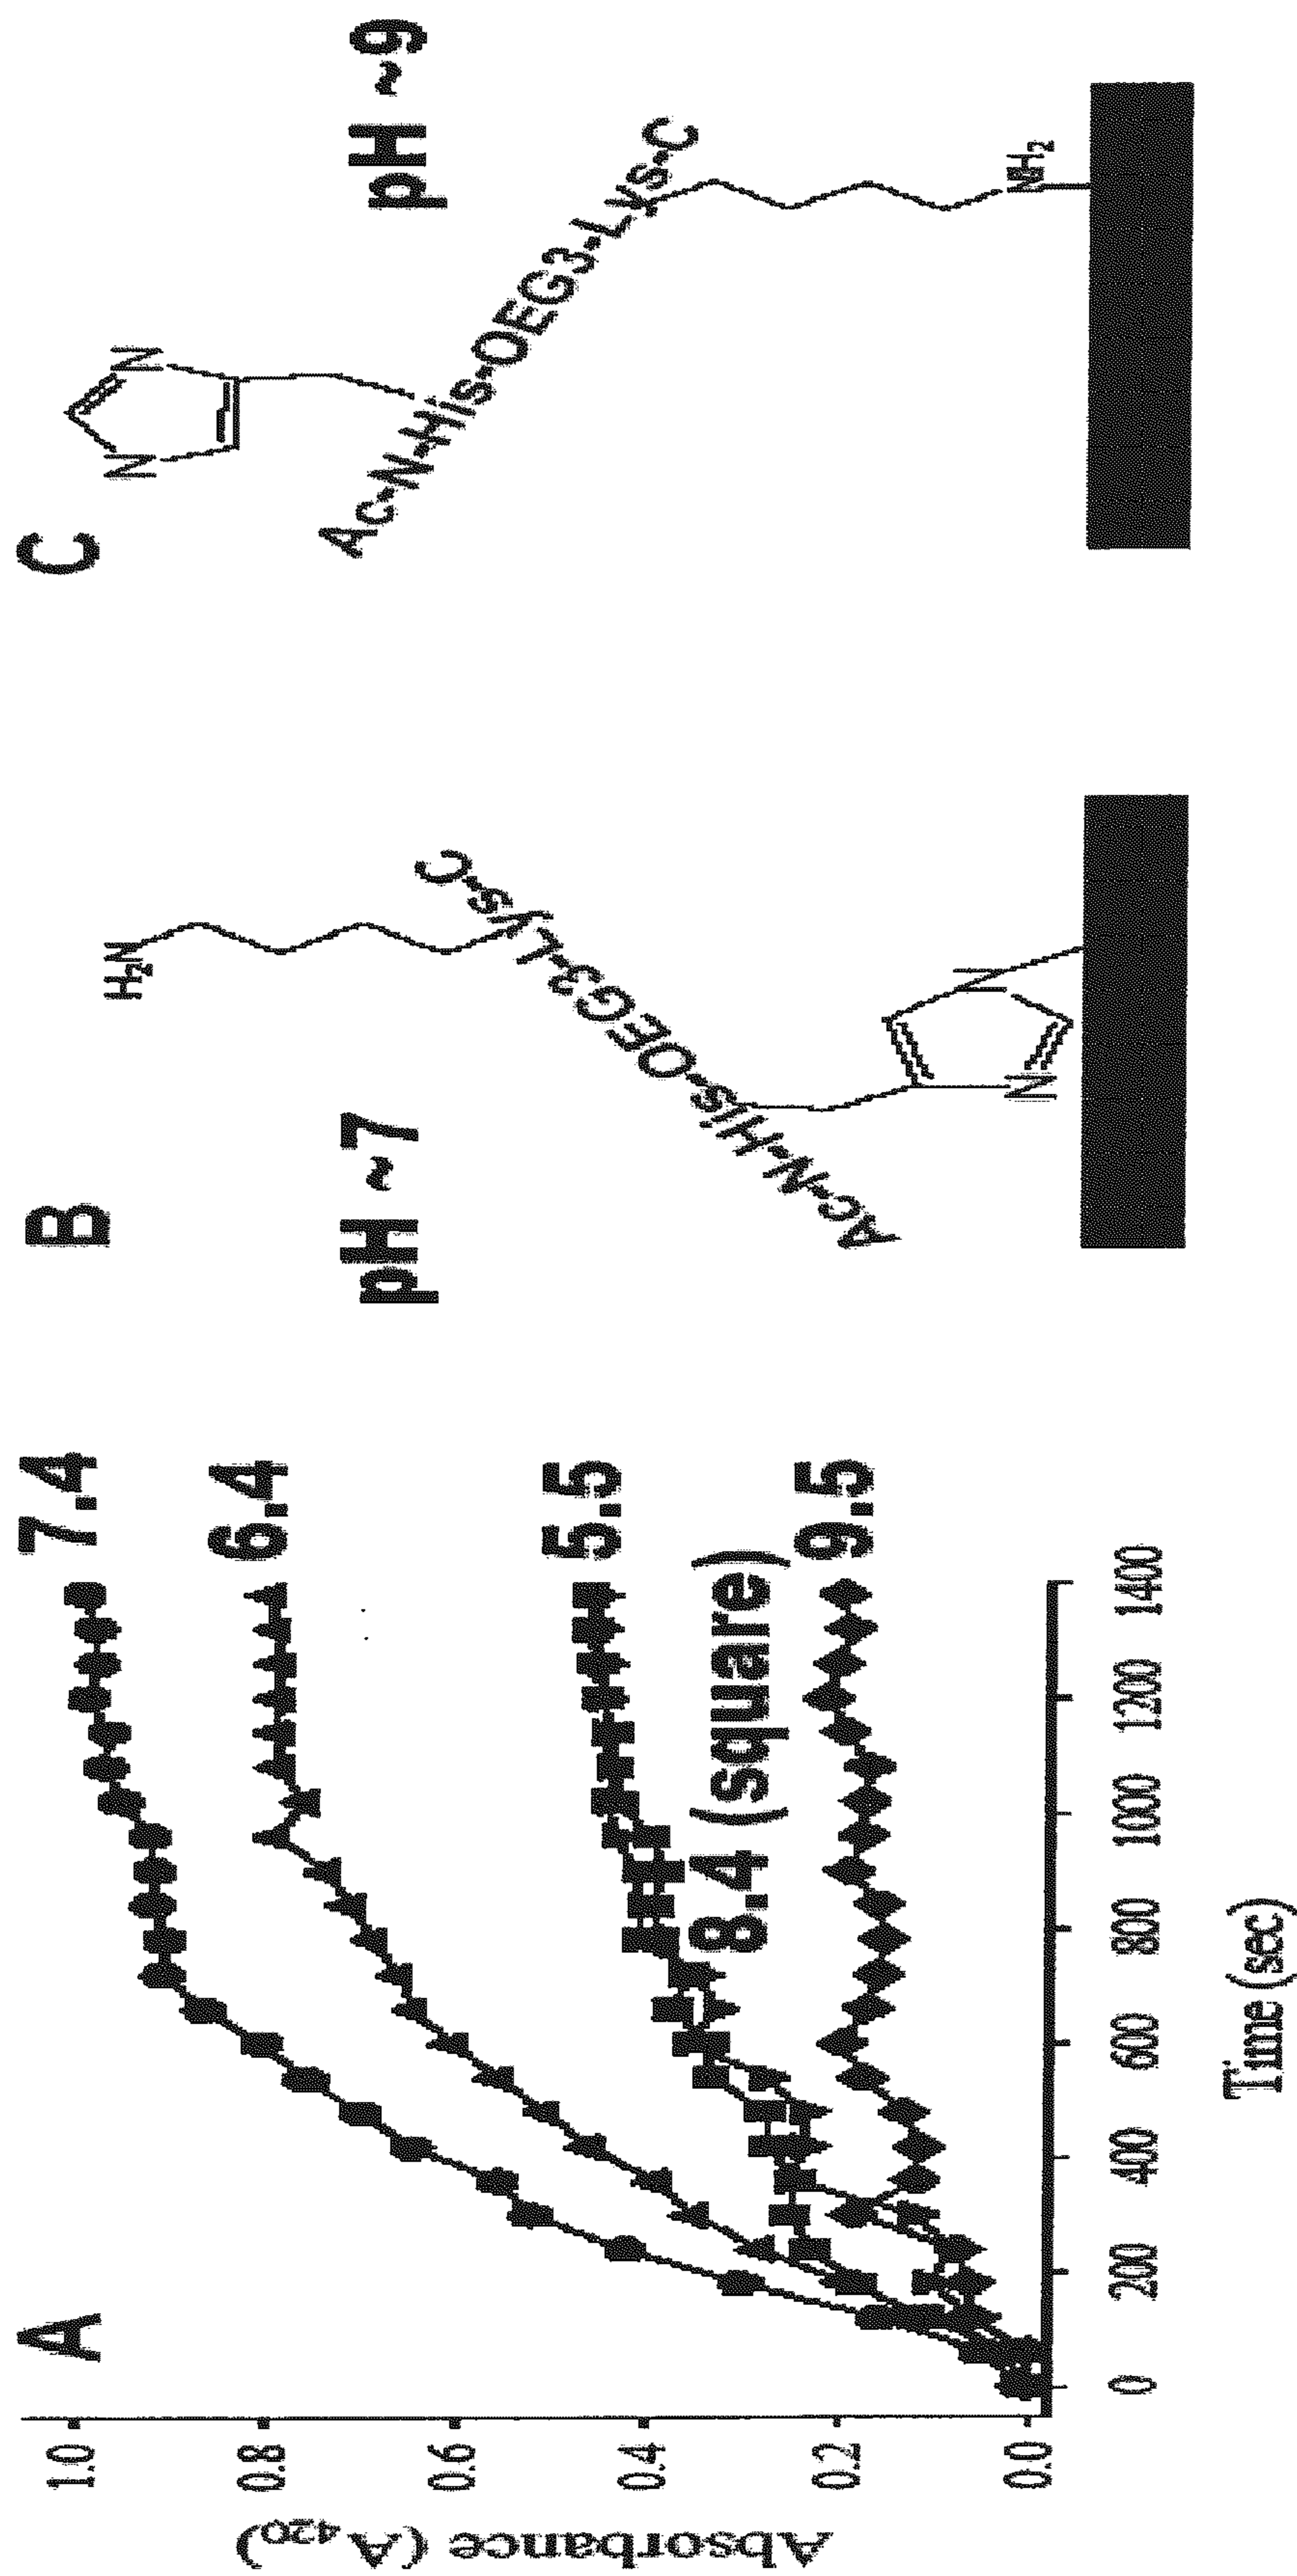 A
Absorbance (A420)
1.0
0.8
0.6
0.4
0.2
0.0
0
200
400
600
800
1000
1200
1400
Time (sec)
7.4
6.4
5.5
8.4 (square)
9.5
B
pH ~7
H2N
Ac-N-His-OEG3-Lys-C
N
N
C
pH ~9
N
N
Ac-N-His-OEG3-Lys-C
NH2